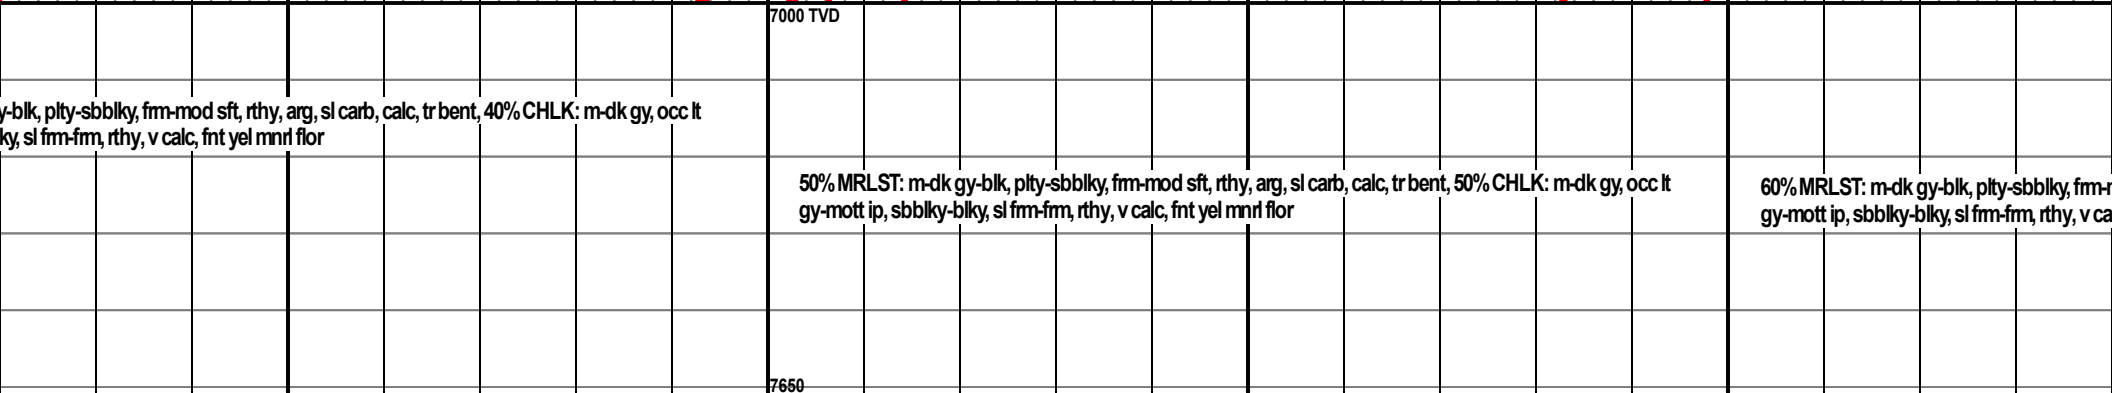 7000 TVD
y-blk, plty-sbblky, frm-mod sft, rthy, arg, sl carb, calc, tr bent, 40% CHLK: m-dk gy, occ lt
ky, sl frm-frm, rthy, v calc, fnt yel mnrl flor
50% MRLST: m-dk gy-blk, plty-sbblky, frm-mod sft, rthy, arg, sl carb, calc, tr bent, 50% CHLK: m-dk gy, occ lt
gy-mott ip, sbblky-blky, sl frm-frm, rthy, v calc, fnt yel mnrl flor
60% MRLST: m-dk gy-blk, plty-sbblky, frm-
gy-mott ip, sbblky-blky, sl frm-frm, rthy, v ca
7650